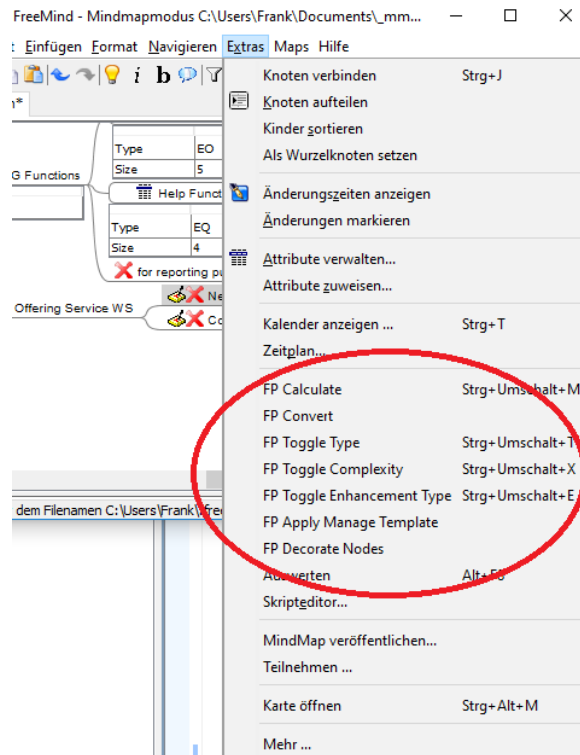 FreeMind - Mindmapmodus C:\Users\Frank\Documents\_mm...
Einfügen Format Navigieren Extras Maps Hilfe
Type EO
Size 5
G Functions
Help Funct
Type EQ
Size 4
for reporting pu
Ne
Offering Service WS
Co
dem Filenamen C:\Users\Frank\.free
Knoten verbinden Strg+J
Knoten aufteilen
Kinder sortieren
Als Wurzelknoten setzen
Änderungszeiten anzeigen
Änderungen markieren
Attribute verwalten...
Attribute zuweisen...
Kalender anzeigen ... Strg+T
Zeitplan...
FP Calculate Strg+Umschalt+M
FP Convert
FP Toggle Type Strg+Umschalt+T
FP Toggle Complexity Strg+Umschalt+X
FP Toggle Enhancement Type Strg+Umschalt+E
FP Apply Manage Template
FP Decorate Nodes
Auswerten Alt+F8
Skripteditor...
MindMap veröffentlichen...
Teilnehmen ...
Karte öffnen Strg+Alt+M
Mehr ...